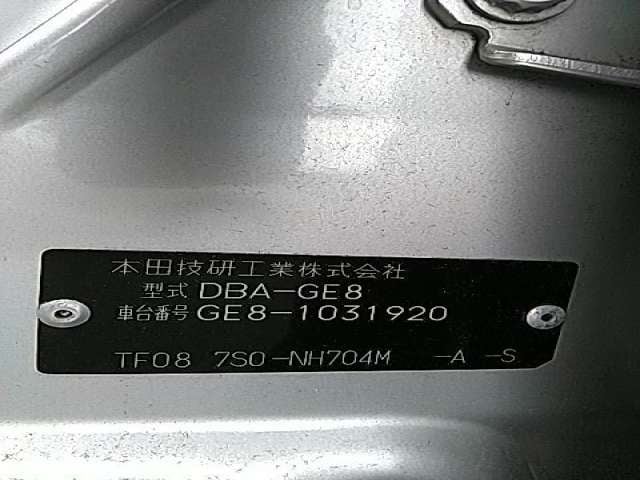 本田技研工業株式会社
型式 DBA-GE8
車台番号 GE8-1031920
TF08 7S0-NH704M -A -S